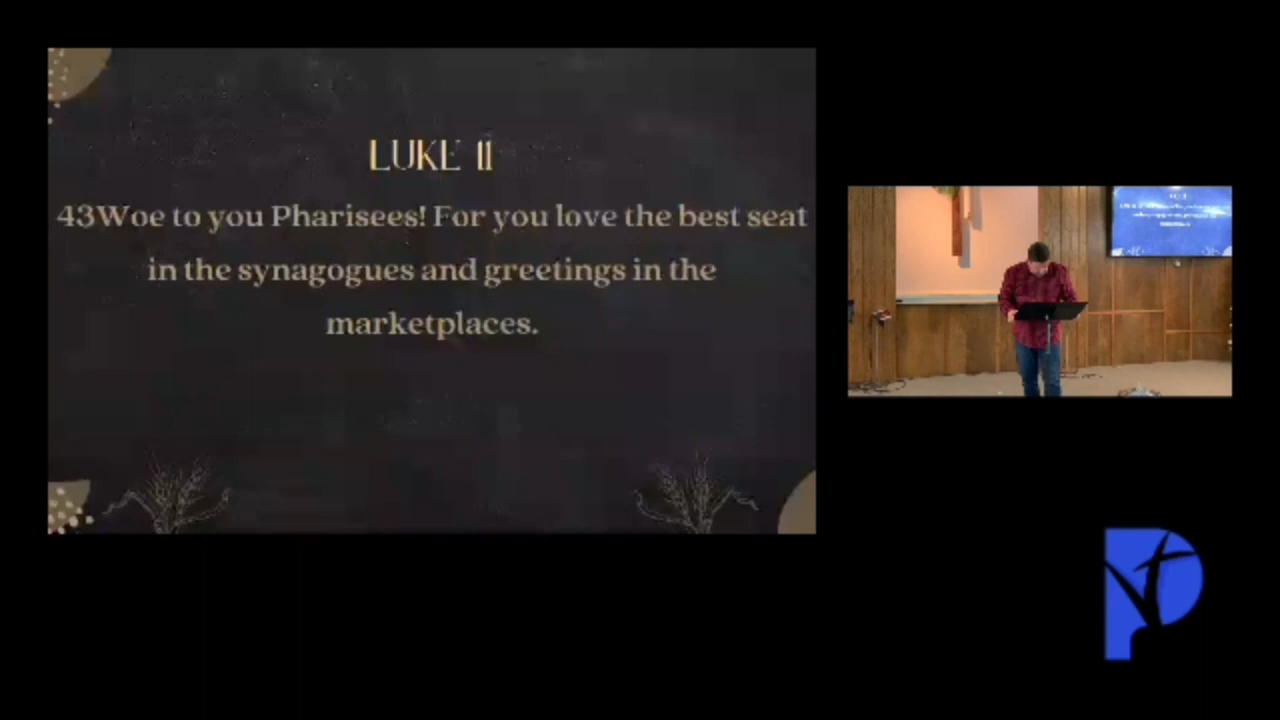 LUKE 11
43Woe to you Pharisees! For you love the best seat
in the synagogues and greetings in the
marketplaces.